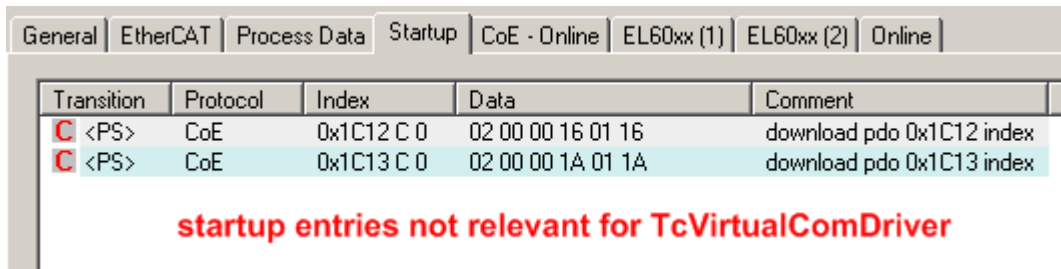 General EtherCAT Process Data Startup CoE - Online EL60xx (1) EL60xx (2) Online
Transition Protocol Index Data Comment
C <PS> CoE 0x1C12 C 0 02 00 00 16 01 16 download pdo 0x1C12 index
C <PS> CoE 0x1C13 C 0 02 00 00 1A 01 1A download pdo 0x1C13 index
startup entries not relevant for TcVirtualComDriver